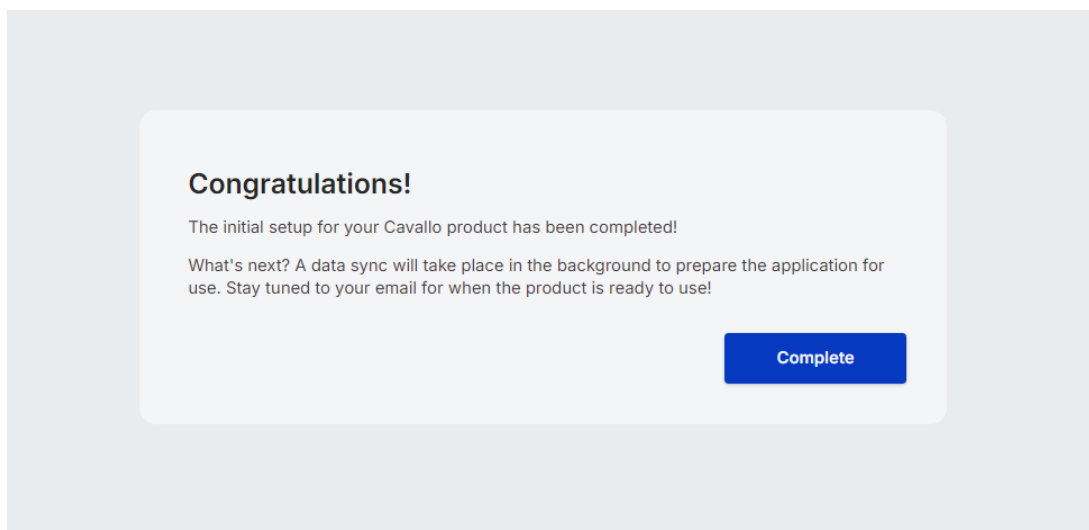 Congratulations!
The initial setup for your Cavallo product has been completed!
What's next? A data sync will take place in the background to prepare the application for
use. Stay tuned to your email for when the product is ready to use!
Complete